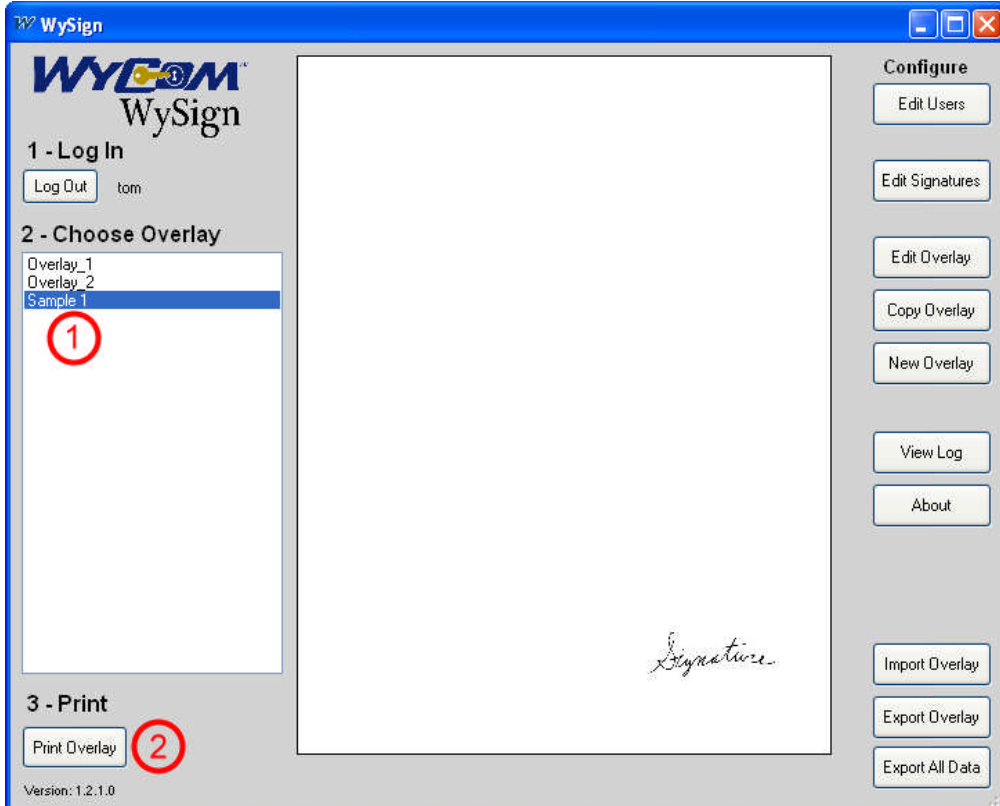 WySign
WYCOM™
WySign
1 - Log In
Log Out tom
2 - Choose Overlay
Overlay_1
Overlay_2
Sample 1
1
3 - Print
Print Overlay
2
Version: 1.2.1.0
Signature
Configure
Edit Users
Edit Signatures
Edit Overlay
Copy Overlay
New Overlay
View Log
About
Import Overlay
Export Overlay
Export All Data